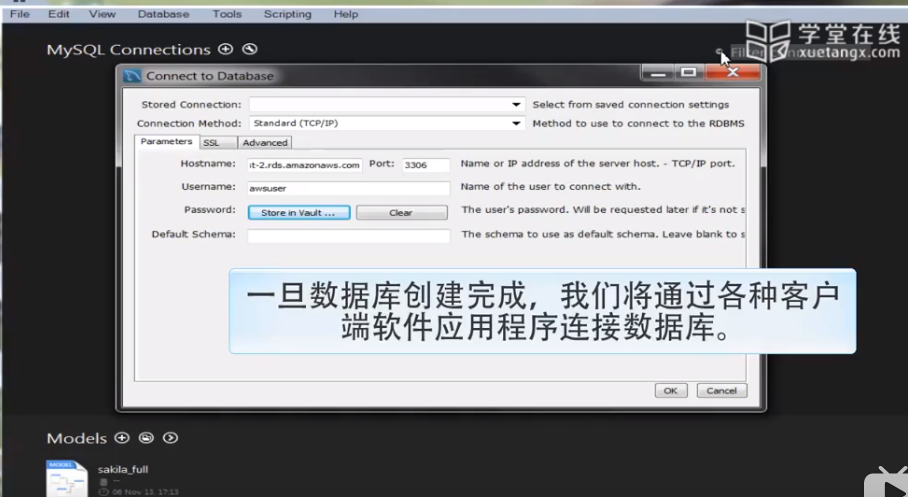 File Edit View Database Tools Scripting Help
MySQL Connections
学堂在线
xuetangx.com
Connect to Database
Stored Connection: Select from saved connection settings
Connection Method: Standard (TCP/IP) Method to use to connect to the RDBMS
Parameters SSL Advanced
Hostname: it-2.rds.amazonaws.com Port: 3306 Name or IP address of the server host. - TCP/IP port.
Username: awsuser Name of the user to connect with.
Password: Store in Vault ... Clear The user's password. Will be requested later if it's not s
Default Schema: The schema to use as default schema. Leave blank to s
一旦数据库创建完成，我们将通过各种客户
端软件应用程序连接数据库。
OK Cancel
Models
MODEL
sakila_full
06 Nov 13, 17:13